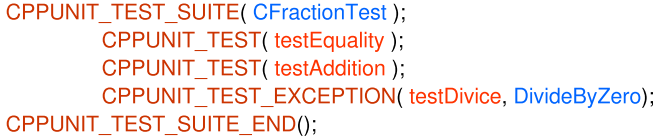 CPPUNIT_TEST_SUITE( CFractionTest );
CPPUNIT_TEST( testEquality );
CPPUNIT_TEST( testAddition );
CPPUNIT_TEST_EXCEPTION( testDivice, DivideByZero);
CPPUNIT_TEST_SUITE_END();